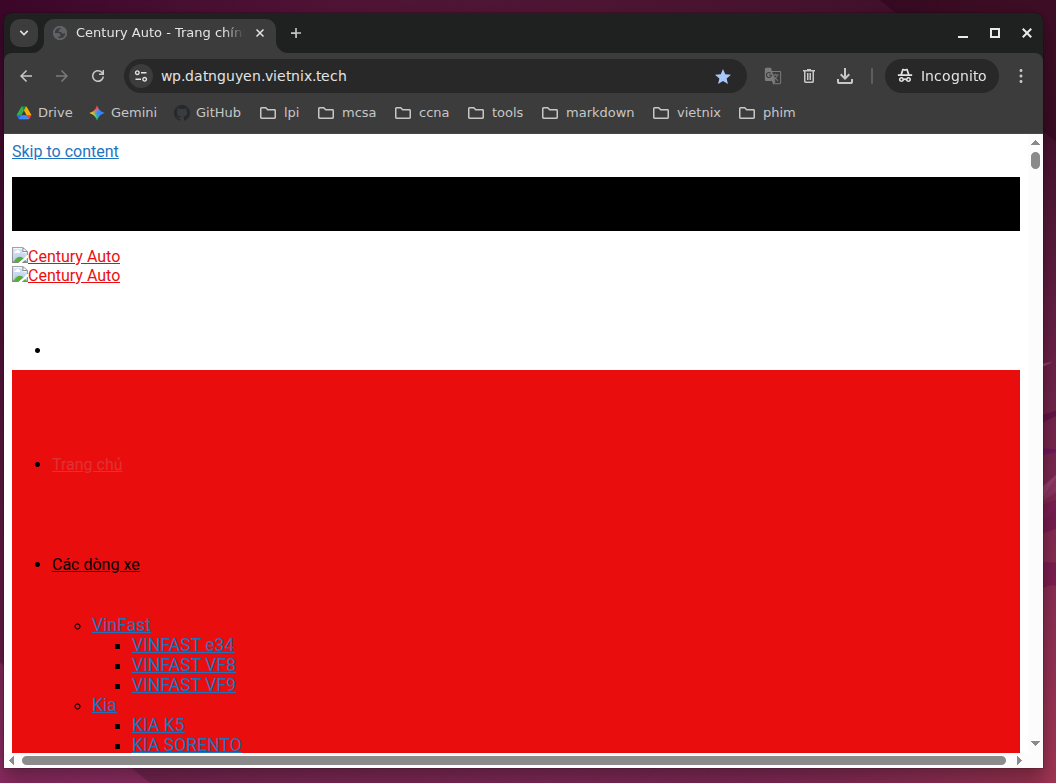 Century Auto - Trang chín
wp.datnguyen.vietnix.tech
Incognito
Drive
Gemini
GitHub
lpi
mcsa
ccna
tools
markdown
vietnix
phim
Skip to content
Century Auto
Century Auto
Trang chủ
Các dòng xe
VinFast
VINFAST e34
VINFAST VF8
VINFAST VF9
Kia
KIA K5
KIA SORENTO